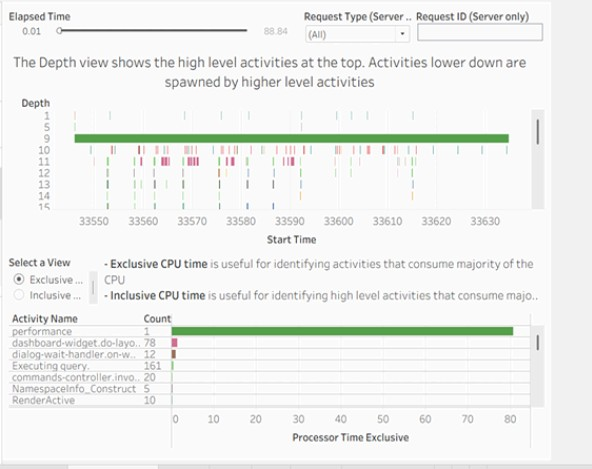 Elapsed Time
0.01
88.84
Request Type (Server ..
(All)
Request ID (Server only)
The Depth view shows the high level activities at the top. Activities lower down are
spawned by higher level activities
Depth
1
5
9
10
11
12
13
14
15
33550 33560 33570 33580 33590 33600 33610 33620 33630
Start Time
Select a View
Exclusive ...
Inclusive ...
- Exclusive CPU time is useful for identifying activities that consume majority of the
CPU
- Inclusive CPU time is useful for identifying high level activities that consume majo..
Activity Name Count
performance 1
dashboard-widget.do-layo.. 78
dialog-wait-handler.on-w.. 12
Executing query. 161
commands-controller.invo.. 20
NamespaceInfo_Construct 5
RenderActive 10
0 10 20 30 40 50 60 70 80
Processor Time Exclusive